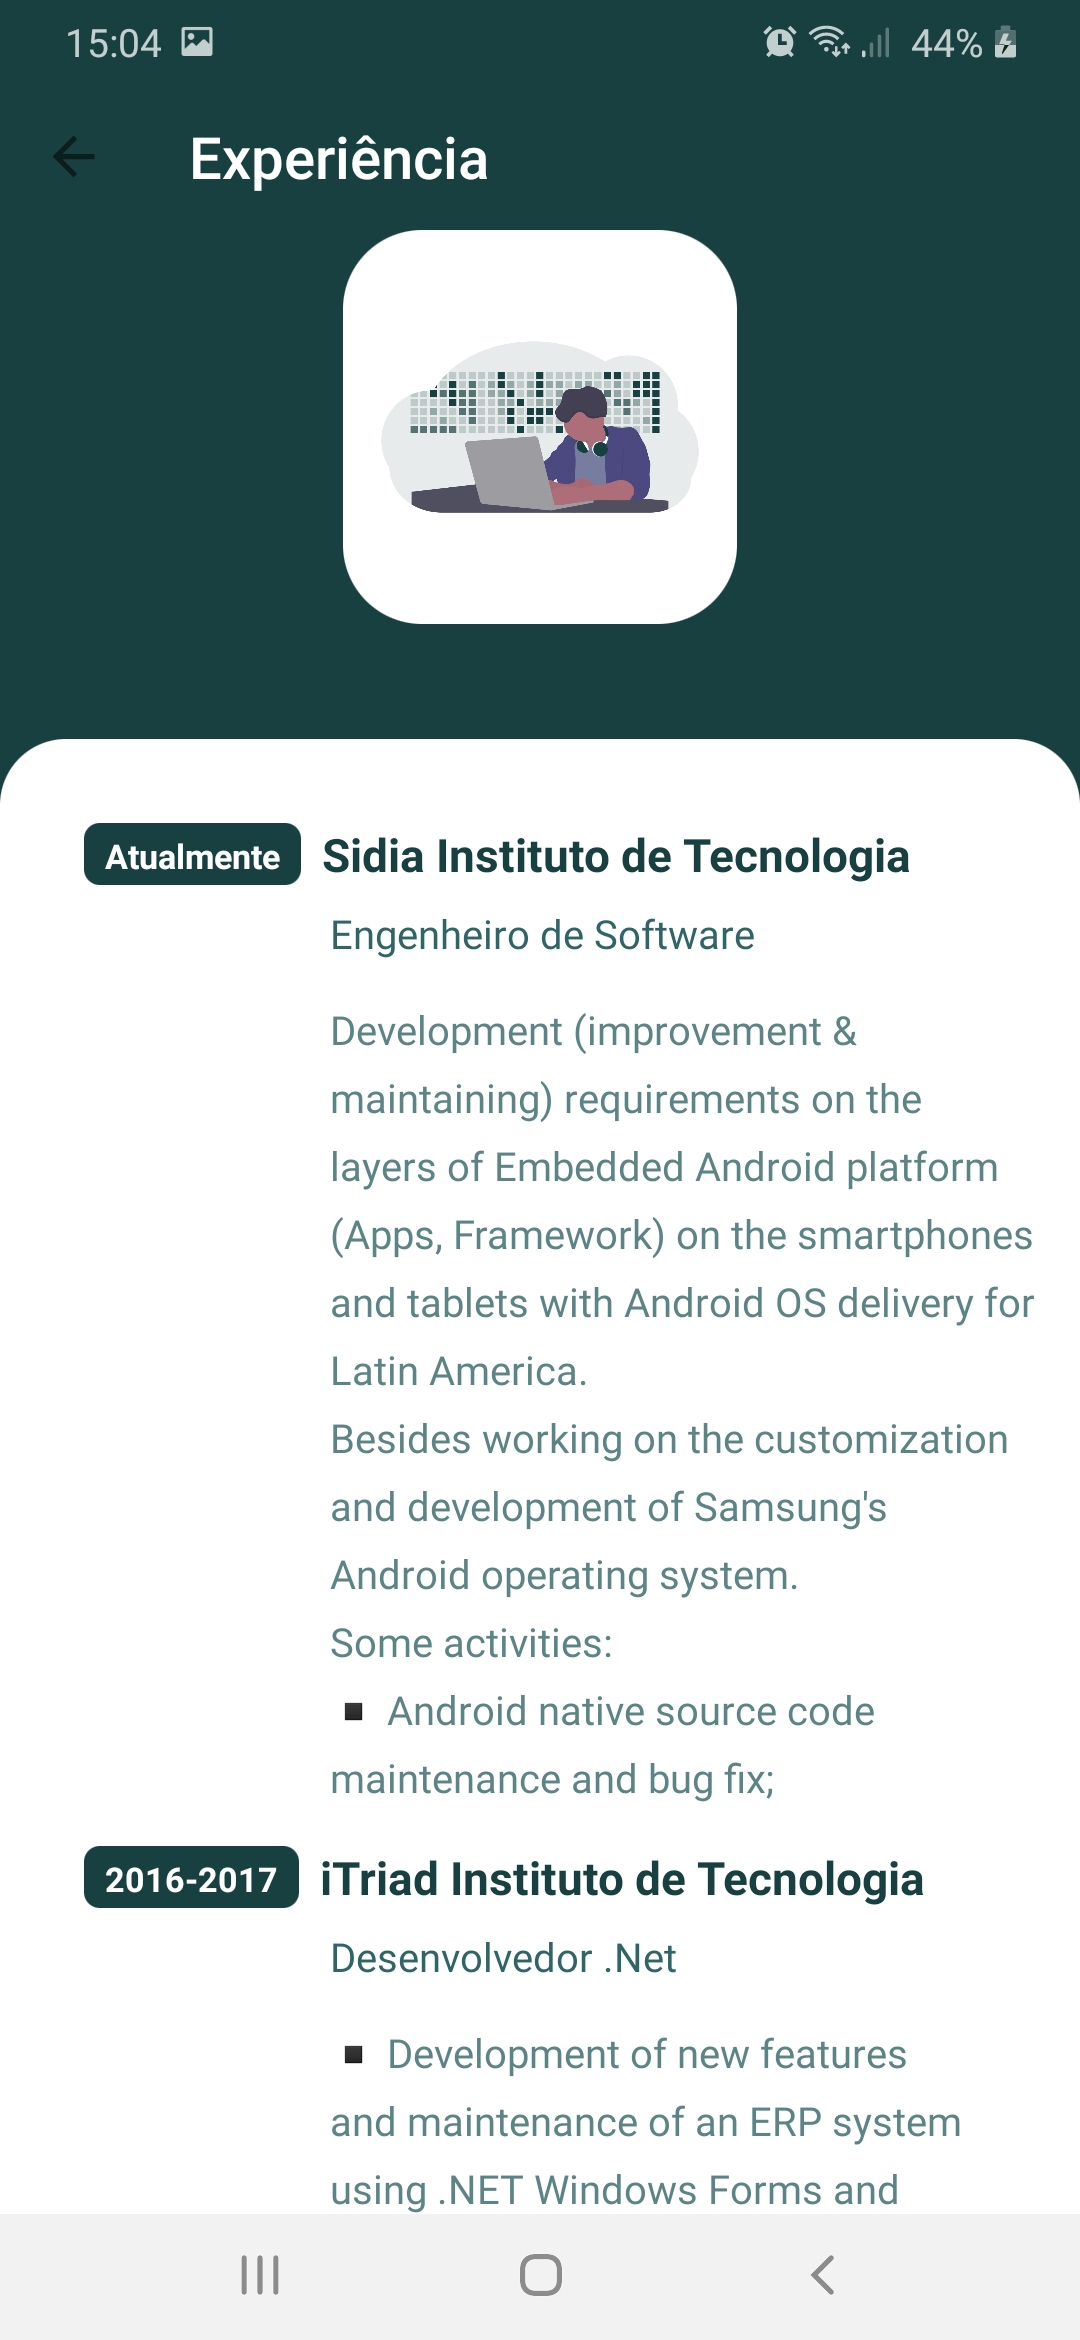 15:04 44%
Experiência
Atualmente Sidia Instituto de Tecnologia
Engenheiro de Software
Development (improvement &
maintaining) requirements on the
layers of Embedded Android platform
(Apps, Framework) on the smartphones
and tablets with Android OS delivery for
Latin America.
Besides working on the customization
and development of Samsung's
Android operating system.
Some activities:
▪ Android native source code
maintenance and bug fix;
2016-2017 iTriad Instituto de Tecnologia
Desenvolvedor .Net
▪ Development of new features
and maintenance of an ERP system
using .NET Windows Forms and